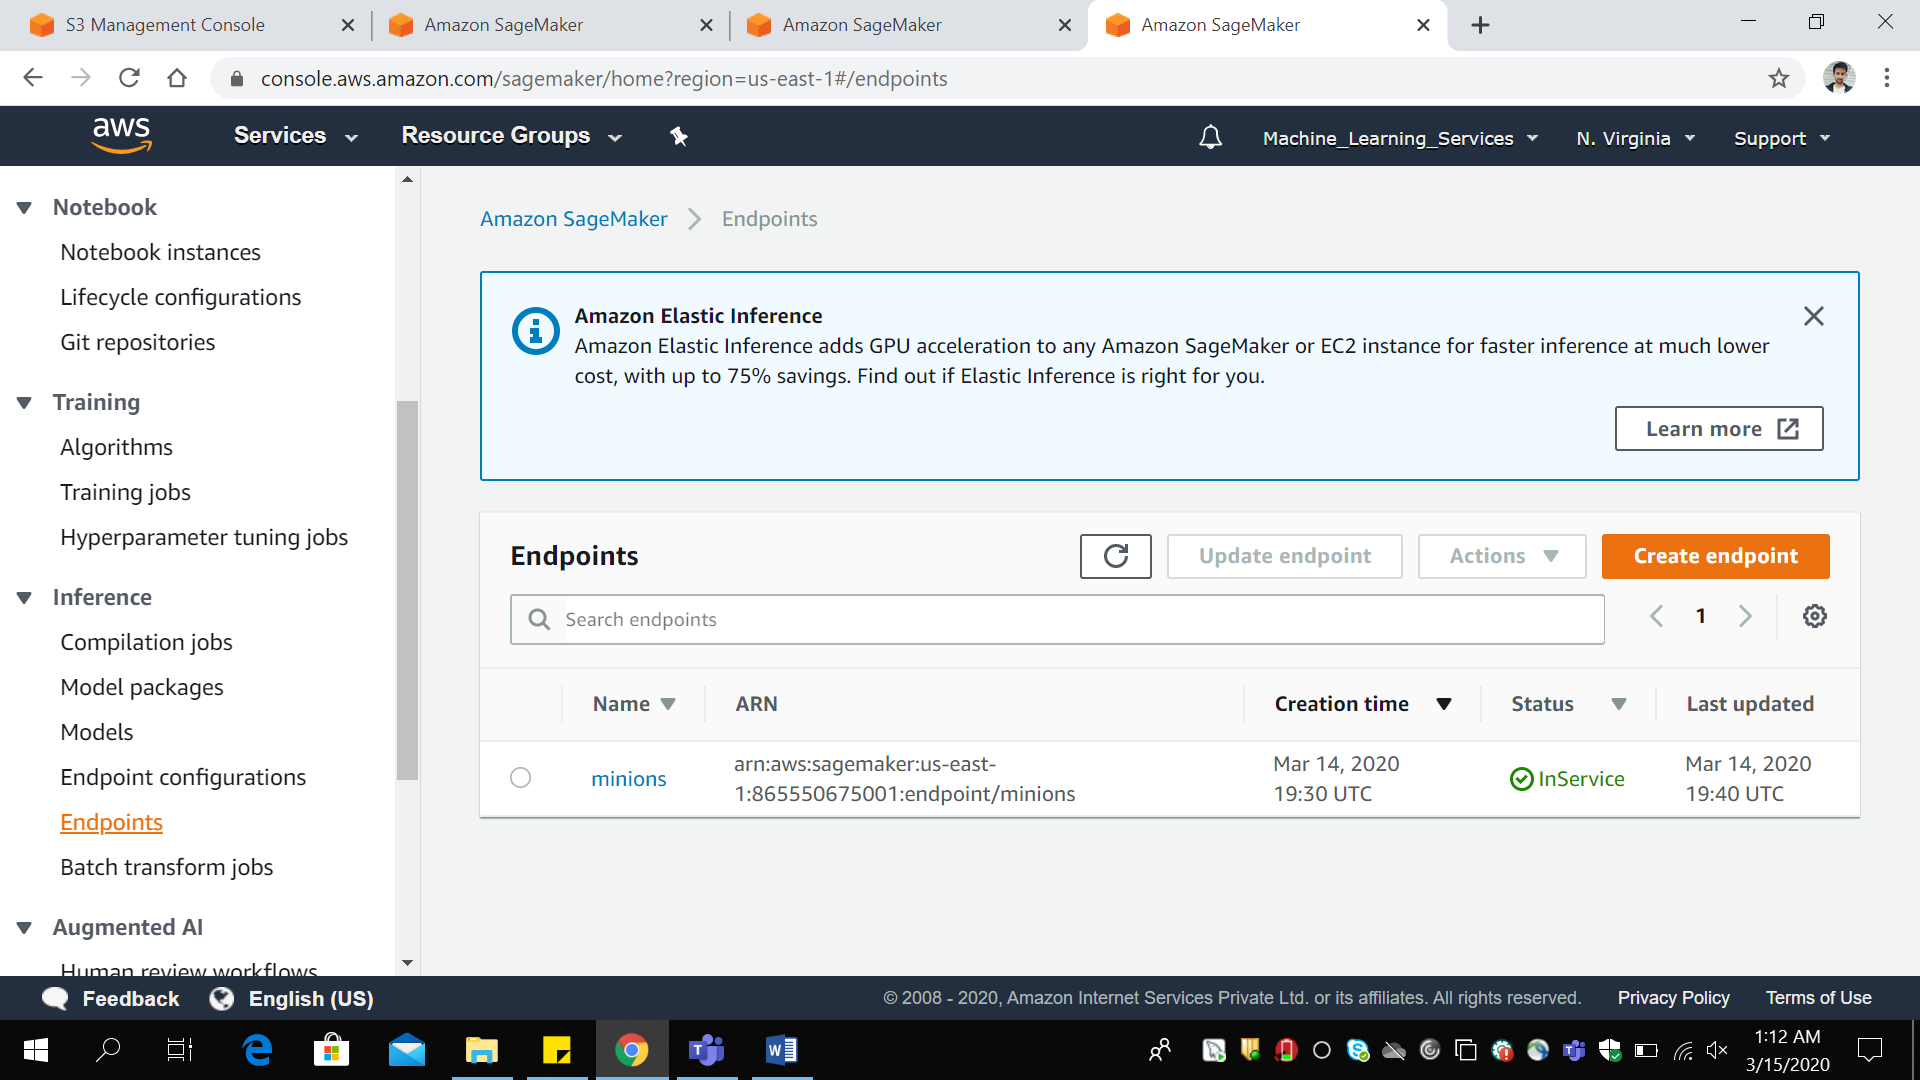 S3 Management Console
Amazon SageMaker
Amazon SageMaker
Amazon SageMaker
console.aws.amazon.com/sagemaker/home?region=us-east-1#/endpoints
aws
Services
Resource Groups
Machine_Learning_Services
N. Virginia
Support
Notebook
Notebook instances
Lifecycle configurations
Git repositories
Training
Algorithms
Training jobs
Hyperparameter tuning jobs
Inference
Compilation jobs
Model packages
Models
Endpoint configurations
Endpoints
Batch transform jobs
Augmented AI
Human review workflows
Amazon SageMaker
Endpoints
Amazon Elastic Inference
Amazon Elastic Inference adds GPU acceleration to any Amazon SageMaker or EC2 instance for faster inference at much lower
cost, with up to 75% savings. Find out if Elastic Inference is right for you.
Learn more
Endpoints
Update endpoint
Actions
Create endpoint
Search endpoints
1
Name
ARN
Creation time
Status
Last updated
minions
arn:aws:sagemaker:us-east-
1:865550675001:endpoint/minions
Mar 14, 2020
19:30 UTC
InService
Mar 14, 2020
19:40 UTC
Feedback
English (US)
© 2008 - 2020, Amazon Internet Services Private Ltd. or its affiliates. All rights reserved.
Privacy Policy
Terms of Use
1:12 AM
3/15/2020